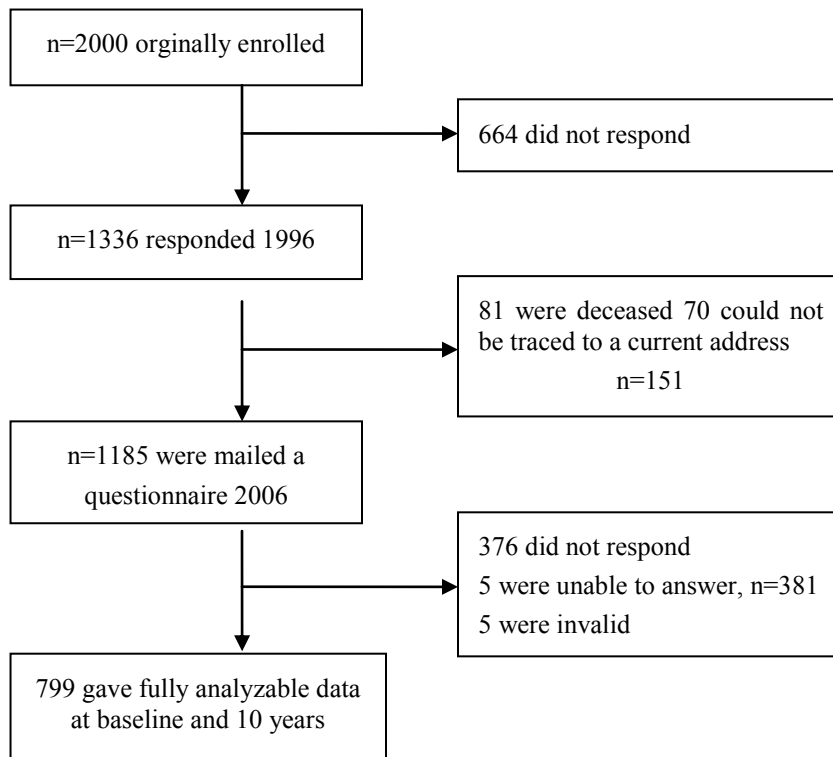 n=2000 orginally enrolled
664 did not respond
n=1336 responded 1996
81 were deceased 70 could not
be traced to a current address
n=151
n=1185 were mailed a
questionnaire 2006
376 did not respond
5 were unable to answer, n=381
5 were invalid
799 gave fully analyzable data
at baseline and 10 years